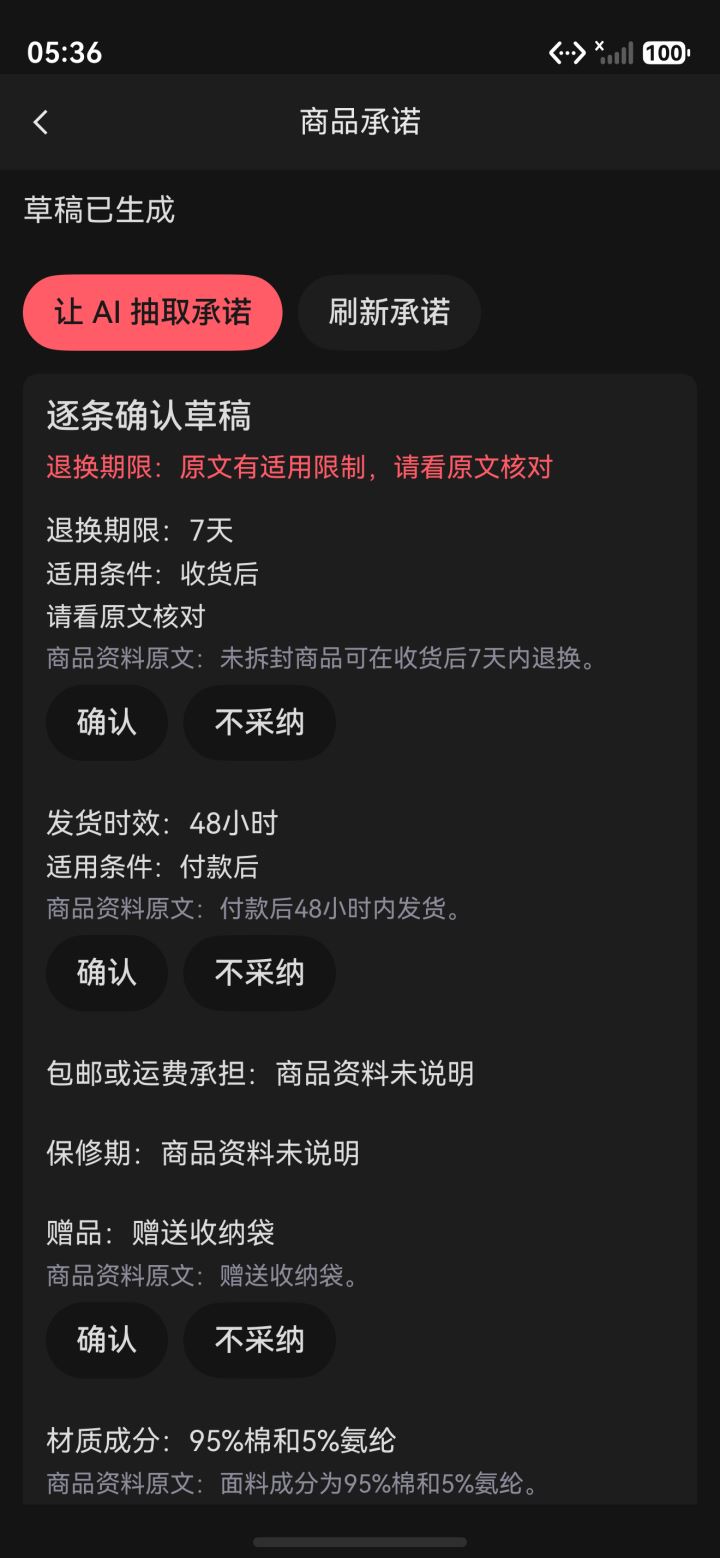 05:36
100
商品承诺
草稿已生成
让 AI 抽取承诺
刷新承诺
逐条确认草稿
退换期限：原文有适用限制，请看原文核对
退换期限：7天
适用条件：收货后
请看原文核对
商品资料原文：未拆封商品可在收货后7天内退换。
确认
不采纳
发货时效：48小时
适用条件：付款后
商品资料原文：付款后48小时内发货。
确认
不采纳
包邮或运费承担：商品资料未说明
保修期：商品资料未说明
赠品：赠送收纳袋
商品资料原文：赠送收纳袋。
确认
不采纳
材质成分：95%棉和5%氨纶
商品资料原文：面料成分为95%棉和5%氨纶。